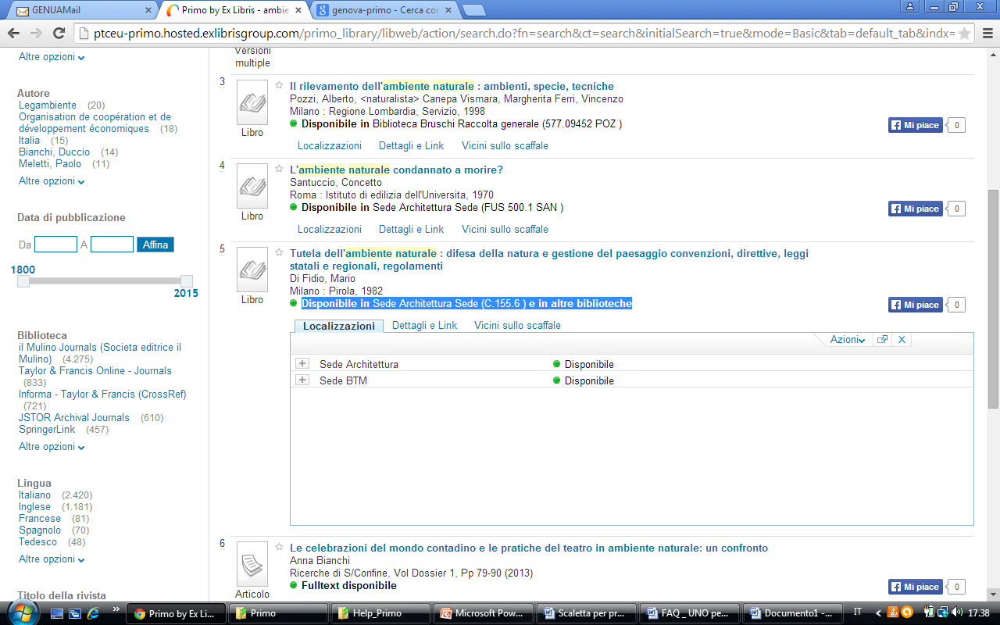 GENUAMail
Primo by Ex Libris - ambie
genova-primo - Cerca con
ptceu-primo.hosted.exlibrisgroup.com/primo_library/libweb/action/search.do?fn=search&ct=search&initialSearch=true&mode=Basic&tab=default_tab&indx=
Altre opzioni
Autore
Legambiente (20)
Organisation de coopération et de
développement économiques (18)
Italia (15)
Bianchi, Duccio (14)
Meletti, Paolo (11)
Altre opzioni
Data di pubblicazione
Da A Affina
1800
2015
Biblioteca
il Mulino Journals (Societa editrice il
Mulino) (4.275)
Taylor & Francis Online - Journals
(833)
Informa - Taylor & Francis (CrossRef)
(721)
JSTOR Archival Journals (610)
SpringerLink (457)
Altre opzioni
Lingua
Italiano (2.420)
Inglese (1.181)
Francese (81)
Spagnolo (70)
Tedesco (48)
Altre opzioni
Titolo della rivista
Versioni
multiple
3
Libro
Il rilevamento dell'ambiente naturale : ambienti, specie, tecniche
Pozzi, Alberto, <naturalista> Canepa Vismara, Margherita Ferri, Vincenzo
Milano : Regione Lombardia, Servizio, 1998
Disponibile in Biblioteca Bruschi Raccolta generale (577.09452 POZ )
Mi piace 0
Localizzazioni Dettagli e Link Vicini sullo scaffale
4
Libro
L'ambiente naturale condannato a morire?
Santuccio, Concetto
Roma : Istituto di edilizia dell'Universita, 1970
Disponibile in Sede Architettura Sede (FUS 500.1 SAN )
Mi piace 0
Localizzazioni Dettagli e Link Vicini sullo scaffale
5
Libro
Tutela dell'ambiente naturale : difesa della natura e gestione del paesaggio convenzioni, direttive, leggi
statali e regionali, regolamenti
Di Fidio, Mario
Milano : Pirola, 1982
Disponibile in Sede Architettura Sede (C.155.6 ) e in altre biblioteche
Mi piace 0
Localizzazioni Dettagli e Link Vicini sullo scaffale
Azioni X
Sede Architettura Disponibile
Sede BTM Disponibile
6
Articolo
Le celebrazioni del mondo contadino e le pratiche del teatro in ambiente naturale: un confronto
Anna Bianchi
Ricerche di S/Confine, Vol Dossier 1, Pp 79-90 (2013)
Fulltext disponibile
Mi piace 0
Primo by Ex Li... Primo Help_Primo Microsoft Pow... Scaletta per pr... FAQ _ UNO pe... Documento1 -... IT 17.38